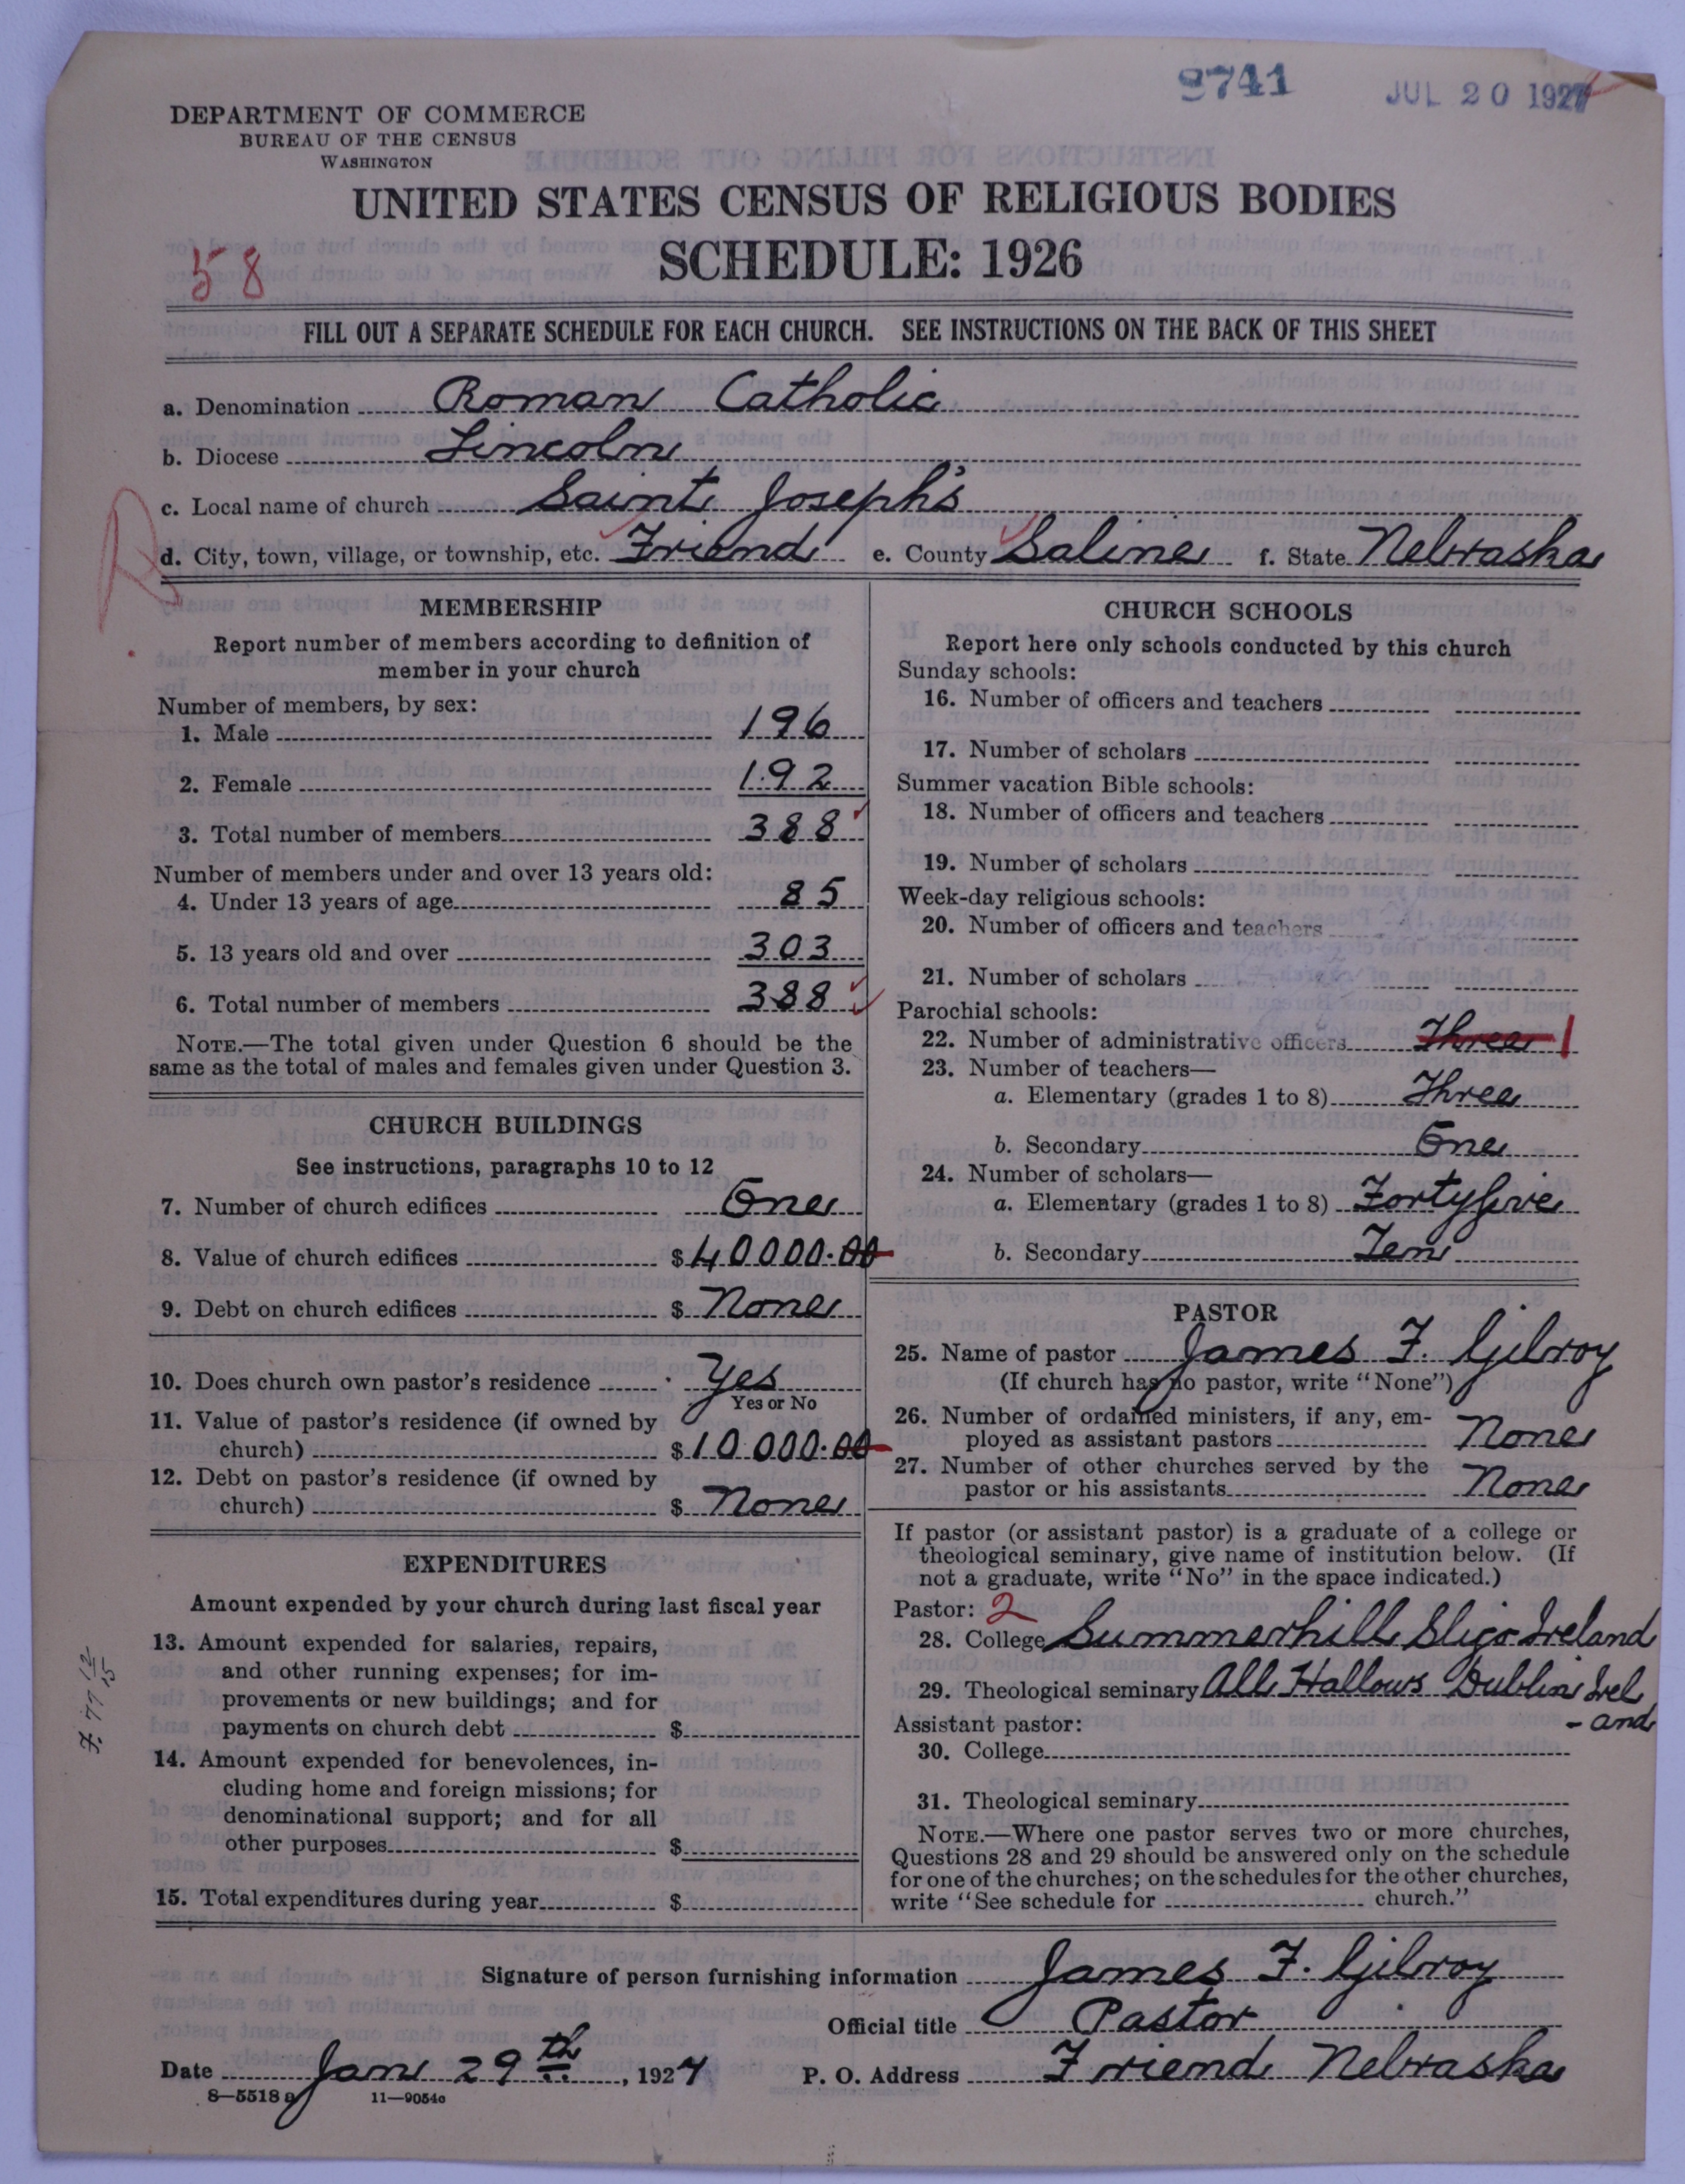 9741
JUL 20 1927
DEPARTMENT OF COMMERCE
BUREAU OF THE CENSUS
WASHINGTON
UNITED STATES CENSUS OF RELIGIOUS BODIES
SCHEDULE: 1926
58
FILL OUT A SEPARATE SCHEDULE FOR EACH CHURCH. SEE INSTRUCTIONS ON THE BACK OF THIS SHEET
a. Denomination Roman Catholic
b. Diocese Lincoln
c. Local name of church Saint Joseph's
d. City, town, village, or township, etc. Friend e. County Saline f. State Nebraska
MEMBERSHIP
Report number of members according to definition of
member in your church
Number of members, by sex:
1. Male 196
2. Female 192
3. Total number of members 388
Number of members under and over 13 years old:
4. Under 13 years of age 85
5. 13 years old and over 303
6. Total number of members 388
NOTE.—The total given under Question 6 should be the
same as the total of males and females given under Question 3.
CHURCH BUILDINGS
See instructions, paragraphs 10 to 12
7. Number of church edifices One
8. Value of church edifices $ 40000.00
9. Debt on church edifices $ None
10. Does church own pastor's residence Yes
Yes or No
11. Value of pastor's residence (if owned by
church) $ 10000.00
12. Debt on pastor's residence (if owned by
church) $ None
EXPENDITURES
Amount expended by your church during last fiscal year
13. Amount expended for salaries, repairs,
and other running expenses; for im-
provements or new buildings; and for
payments on church debt $
14. Amount expended for benevolences, in-
cluding home and foreign missions; for
denominational support; and for all
other purposes $
15. Total expenditures during year $
CHURCH SCHOOLS
Report here only schools conducted by this church
Sunday schools:
16. Number of officers and teachers
17. Number of scholars
Summer vacation Bible schools:
18. Number of officers and teachers
19. Number of scholars
Week-day religious schools:
20. Number of officers and teachers
21. Number of scholars
Parochial schools:
22. Number of administrative officers Three 1
23. Number of teachers—
a. Elementary (grades 1 to 8) Three
b. Secondary One
24. Number of scholars—
a. Elementary (grades 1 to 8) Fortyfive
b. Secondary Ten
PASTOR
25. Name of pastor James F. Gilroy
(If church has no pastor, write "None")
26. Number of ordained ministers, if any, em-
ployed as assistant pastors None
27. Number of other churches served by the
pastor or his assistants None
If pastor (or assistant pastor) is a graduate of a college or
theological seminary, give name of institution below. (If
not a graduate, write "No" in the space indicated.)
Pastor: 2
28. College Summerhill Sligo Ireland
29. Theological seminary All Hallows Dublin Irel
-and
Assistant pastor:
30. College
31. Theological seminary
NOTE.—Where one pastor serves two or more churches,
Questions 28 and 29 should be answered only on the schedule
for one of the churches; on the schedules for the other churches,
write "See schedule for church."
Signature of person furnishing information James F. Gilroy
Official title Pastor
Date Jan 29th, 1927 P. O. Address Friend Nebraska
8—5518 a 11—9054c